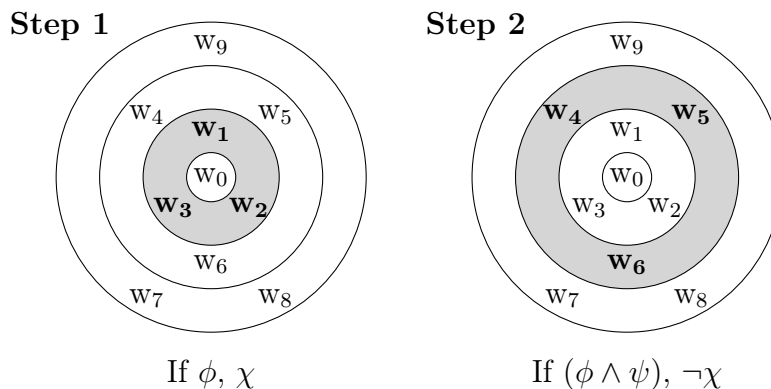 Step 1
w₉
w₄ w₅
w₁
w₀
w₃ w₂
w₆
w₇ w₈
If ϕ, χ
Step 2
w₉
w₄ w₅
w₁
w₀
w₃ w₂
w₆
w₇ w₈
If (ϕ ∧ ψ), ¬χ